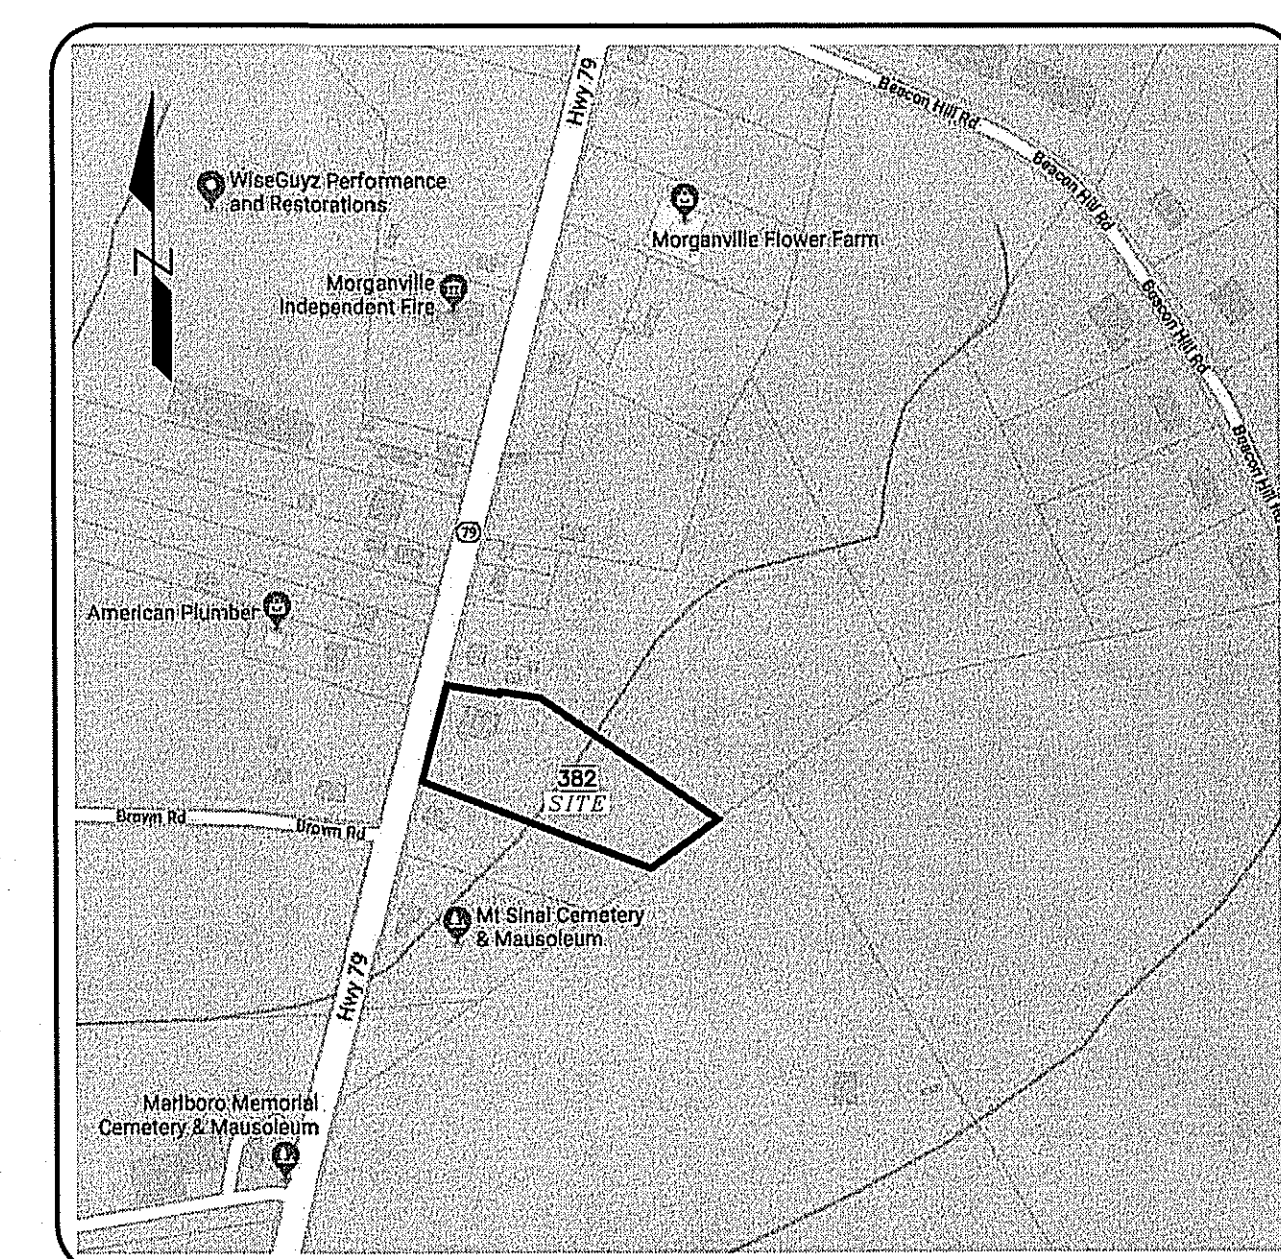 Hwy 79
Beacon Hill Rd
Beacon Hill Rd
WiseGuyz Performance
and Restorations
Morganville Flower Farm
N
Morganville
Independent Fire
Beacon Hill Rd
Beacon Hill Rd
79
American Plumber
382
SITE
Brown Rd
Brown Rd
Mt Sinai Cemetery
& Mausoleum
Hwy 79
Marlboro Memorial
Cemetery & Mausoleum